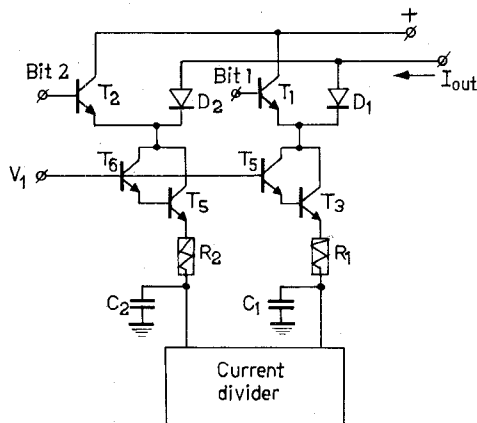 +
Bit 2
Bit 1
T2
D2
T1
D1
Iout
V1
T6
T5
T5
T3
R2
R1
C2
C1
Current
divider